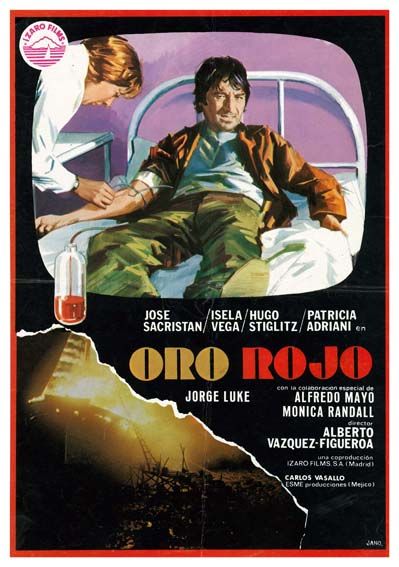 IZARO FILMS
JOSE SACRISTAN / ISELA VEGA / HUGO STIGLITZ / PATRICIA ADRIANI en
ORO ROJO
JORGE LUKE
con la colaboración especial de
ALFREDO MAYO
MONICA RANDALL
director
ALBERTO
VAZQUEZ-FIGUEROA
una coproducción
IZARO FILMS, S.A. (Madrid)
CARLOS VASALLO
ESME producciones (Mejico)
JANO